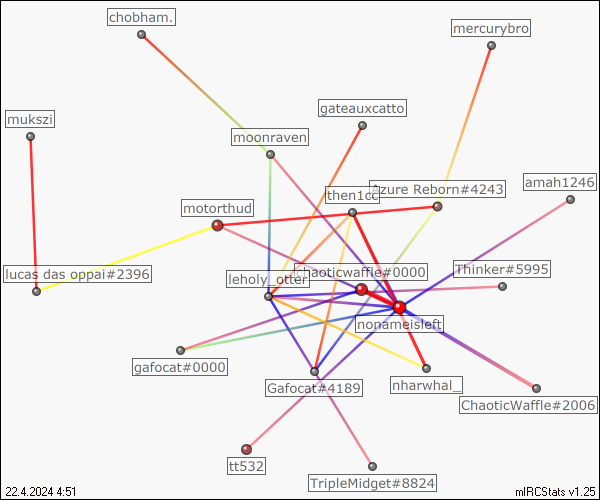 chobham.
mercurybro
gateauxcatto
mukszi
moonraven
amah1246
Azure Reborn#4243
then1cc
motorthud
Thinker#5995
chaoticwaffle#0000
lucas das oppai#2396
leholy_otter
nonameisleft
gafocat#0000
Gafocat#4189
nharwhal_
ChaoticWaffle#2006
tt532
TripleMidget#8824
22.4.2024 4:51
mIRCStats v1.25